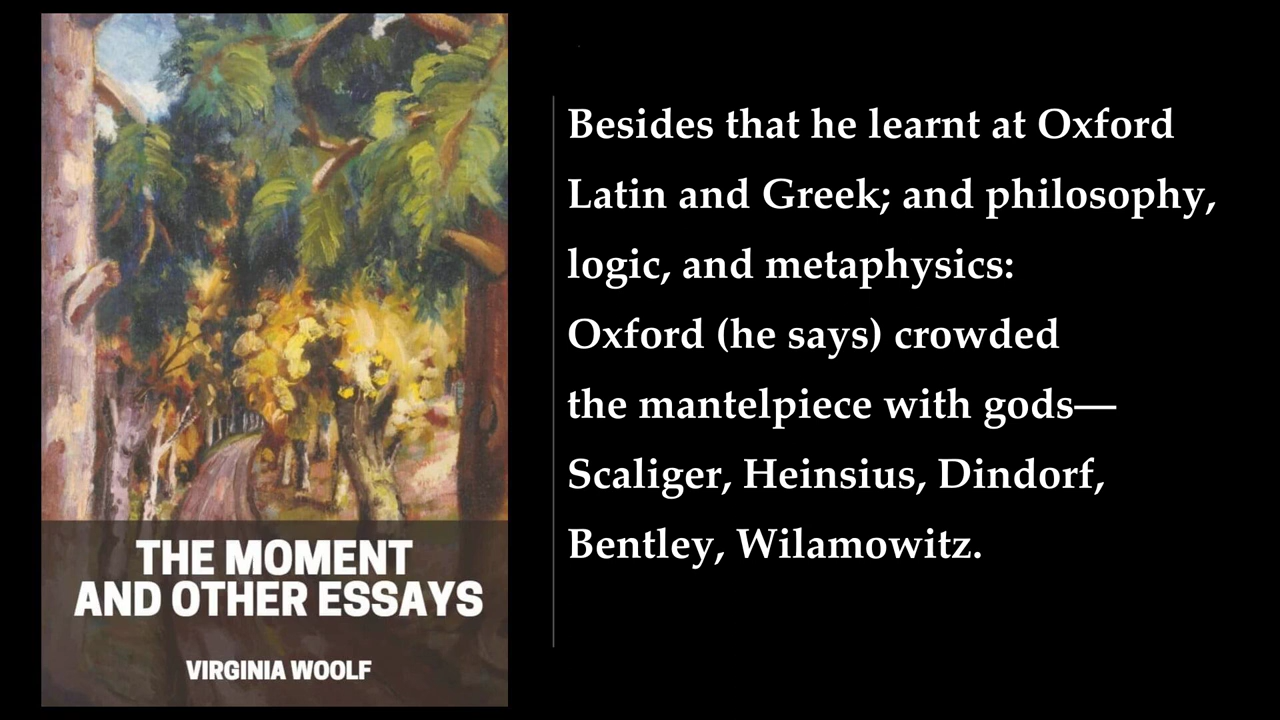 THE MOMENT
AND OTHER ESSAYS
VIRGINIA WOOLF
Besides that he learnt at Oxford
Latin and Greek; and philosophy,
logic, and metaphysics:
Oxford (he says) crowded
the mantelpiece with gods—
Scaliger, Heinsius, Dindorf,
Bentley, Wilamowitz.